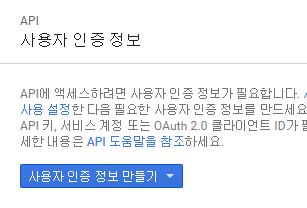 API
사용자 인증 정보
API에 액세스하려면 사용자 인증 정보가 필요합니다.
사용 설정한 다음 필요한 사용자 인증 정보를 만드세요
API 키, 서비스 계정 또는 OAuth 2.0 클라이언트 ID가
세한 내용은 API 도움말을 참조하세요.
사용자 인증 정보 만들기